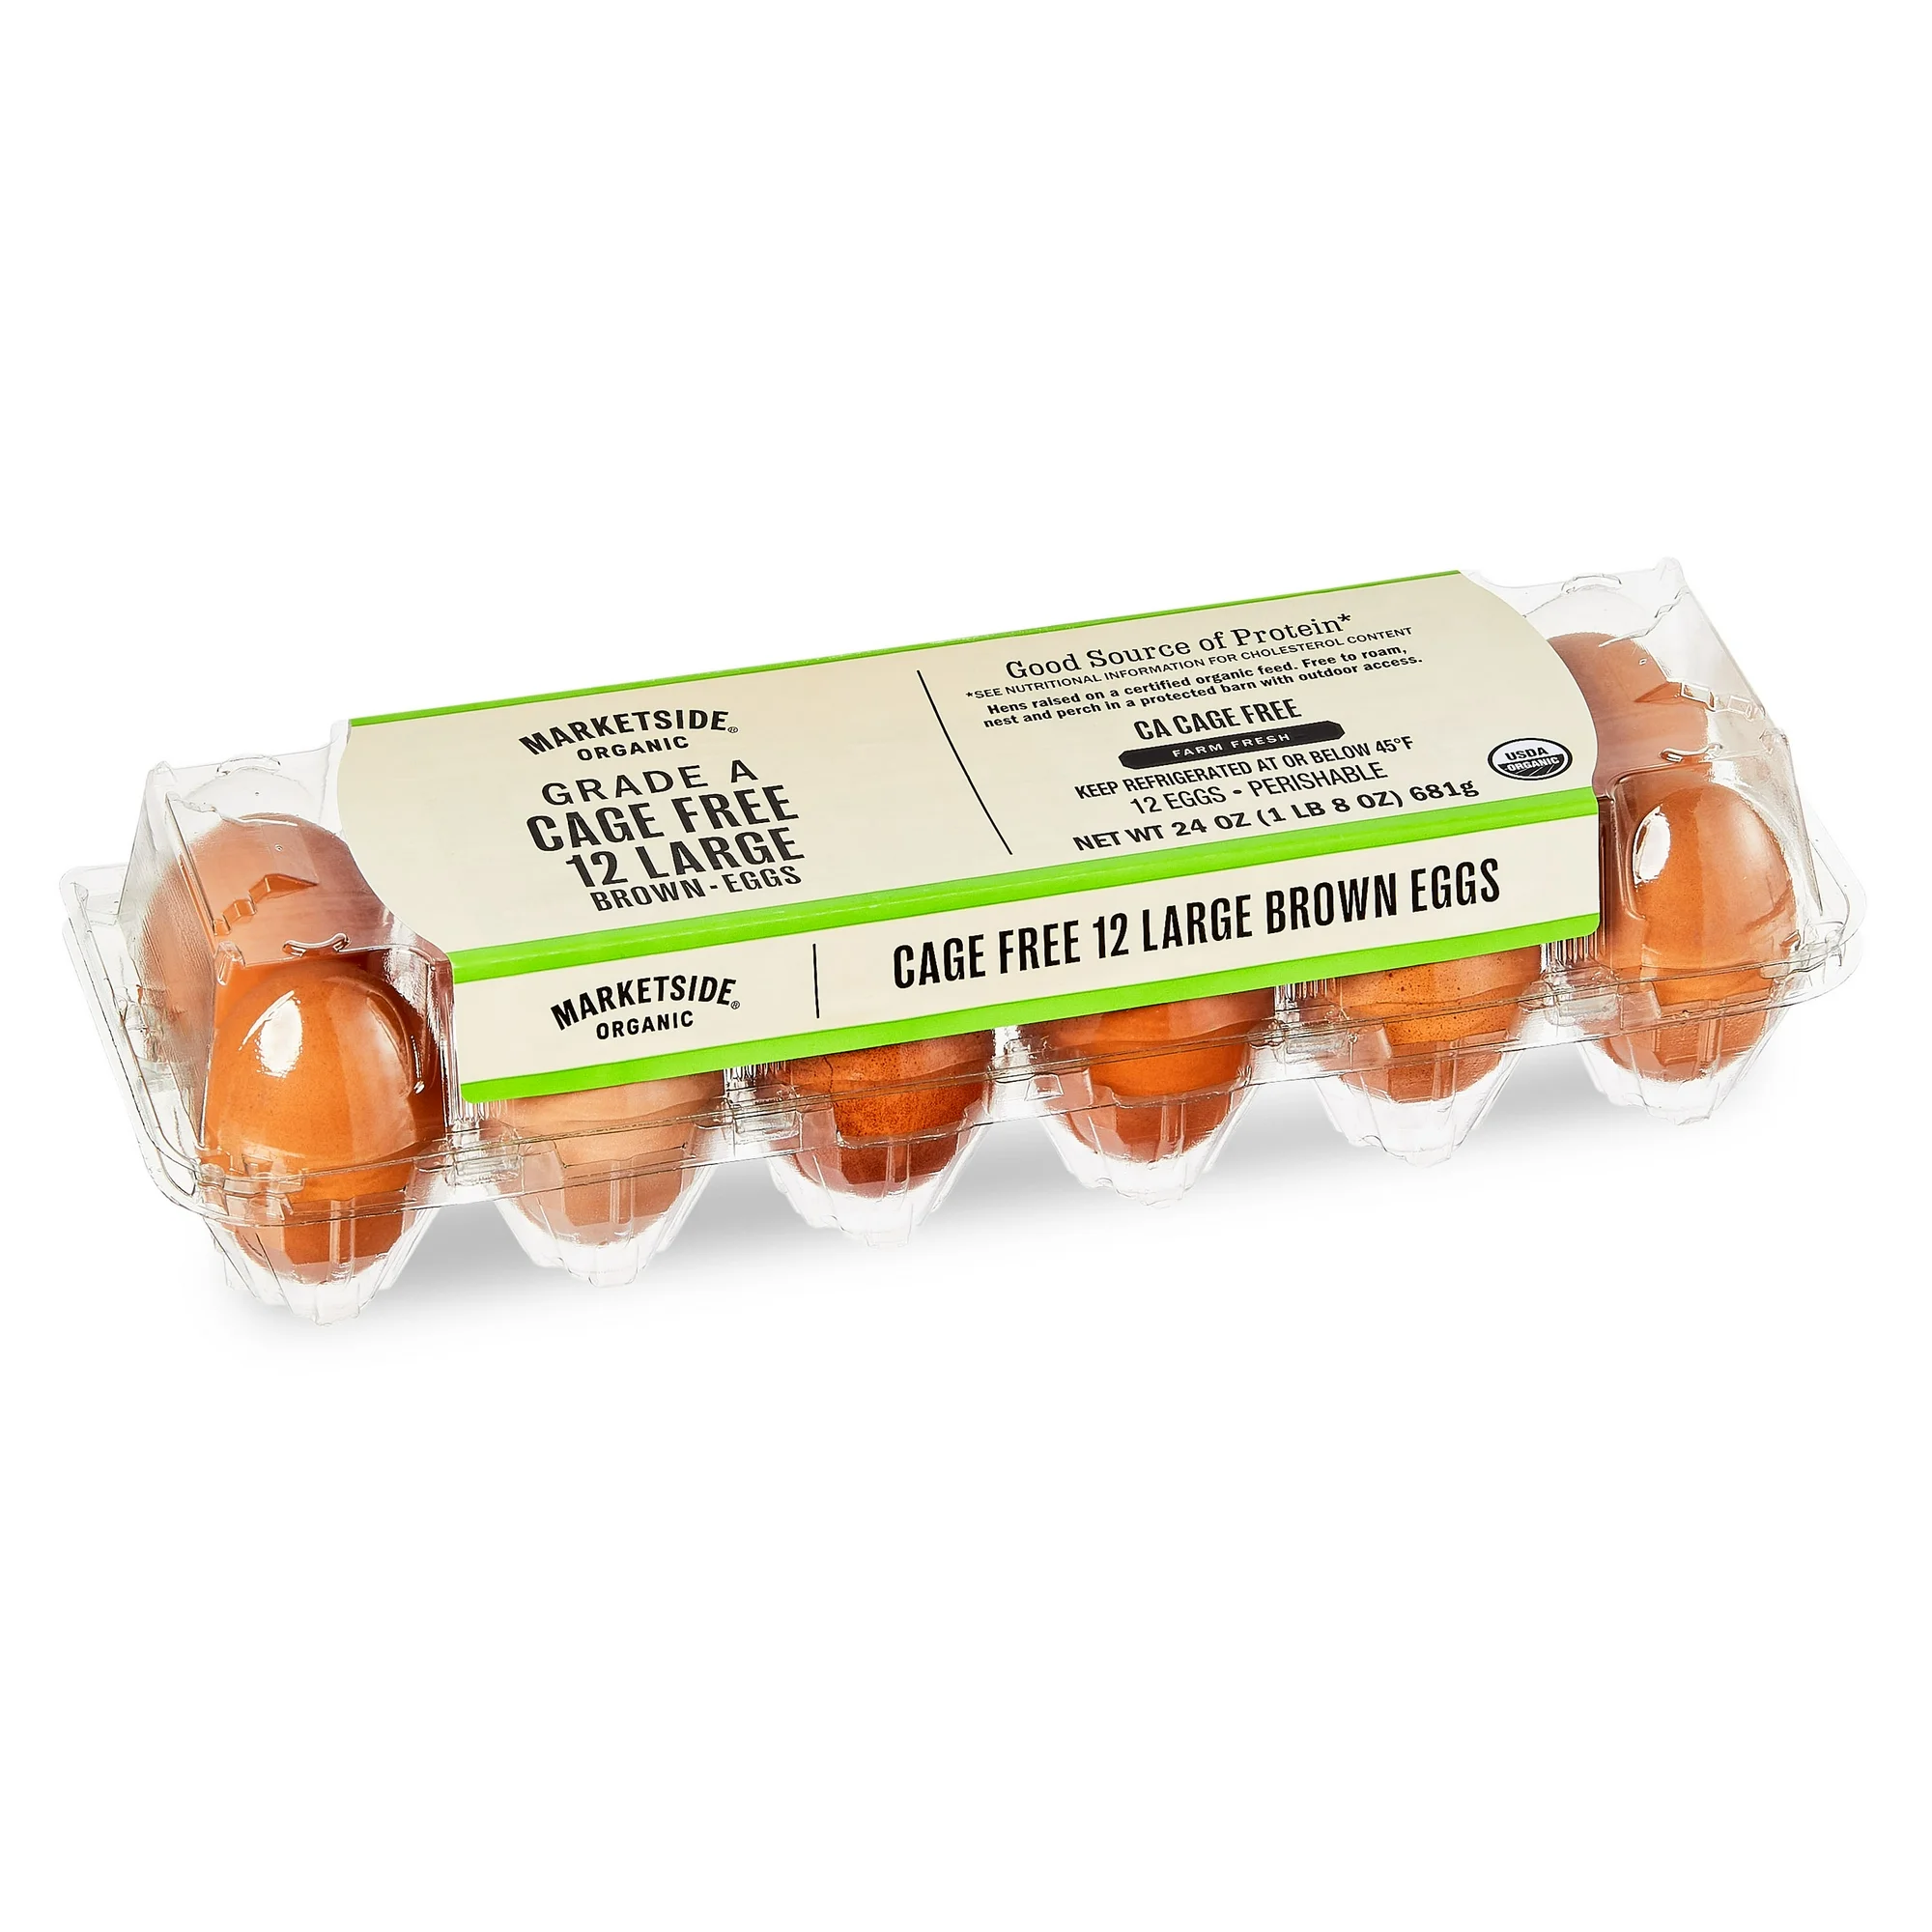 MARKETSIDE®
ORGANIC
GRADE A
CAGE FREE
12 LARGE
BROWN - EGGS
Good Source of Protein*
*SEE NUTRITIONAL INFORMATION FOR CHOLESTEROL CONTENT
Hens raised on a certified organic feed. Free to roam,
nest and perch in a protected barn with outdoor access.
CA CAGE FREE
FARM FRESH
KEEP REFRIGERATED AT OR BELOW 45°F
12 EGGS • PERISHABLE
NET WT 24 OZ (1 LB 8 OZ) 681g
USDA
ORGANIC
MARKETSIDE®
ORGANIC
CAGE FREE 12 LARGE BROWN EGGS